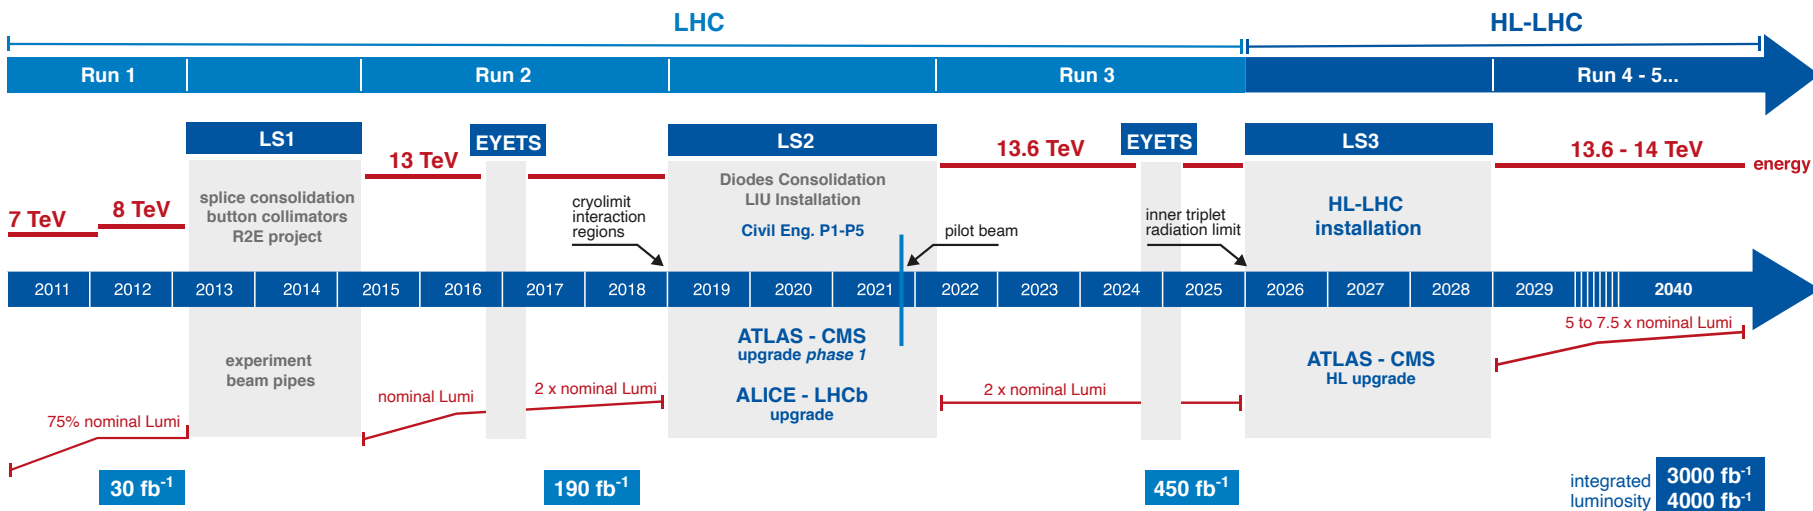 LHC
HL-LHC
Run 1
Run 2
Run 3
Run 4 - 5...
LS1
EYETS
LS2
EYETS
LS3
7 TeV
8 TeV
13 TeV
13.6 TeV
13.6 - 14 TeV
energy
splice consolidation
button collimators
R2E project
cryolimit
interaction
regions
Diodes Consolidation
LIU Installation
Civil Eng. P1-P5
pilot beam
inner triplet
radiation limit
HL-LHC
installation
2011 2012 2013 2014 2015 2016 2017 2018 2019 2020 2021 2022 2023 2024 2025 2026 2027 2028 2029 2040
experiment
beam pipes
ATLAS - CMS
upgrade phase 1
ALICE - LHCb
upgrade
ATLAS - CMS
HL upgrade
75% nominal Lumi
nominal Lumi
2 x nominal Lumi
2 x nominal Lumi
5 to 7.5 x nominal Lumi
30 fb-1
190 fb-1
450 fb-1
integrated
luminosity
3000 fb-1
4000 fb-1